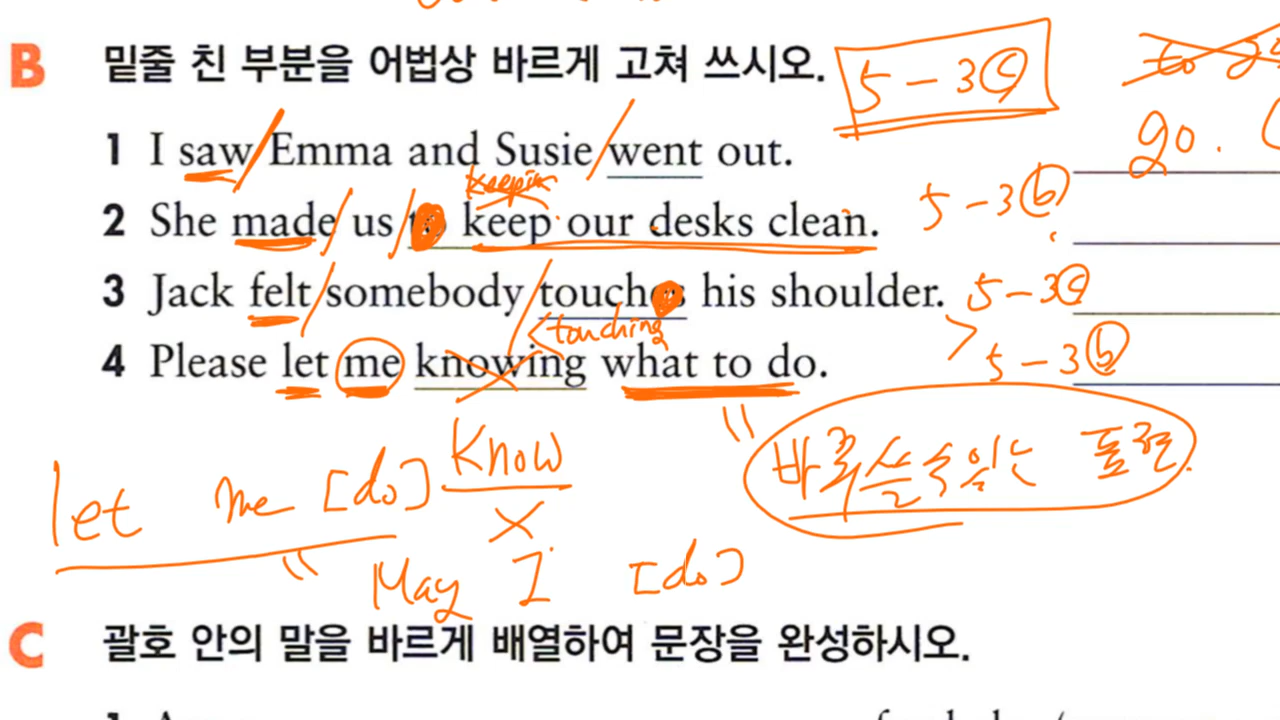 B 밑줄 친 부분을 어법상 바르게 고쳐 쓰시오. 5-3ⓒ
1 I saw/Emma and Susie/went out. go.
keepin
2 She made/us/to keep our desks clean. 5-3ⓑ
3 Jack felt/somebody/touches his shoulder. 5-3ⓒ
touching
4 Please let me knowing what to do. > 5-3ⓑ
let me [do] know
바로 쓸 수 있는 표현.
x
" May I [do]
C 괄호 안의 말을 바르게 배열하여 문장을 완성하시오.